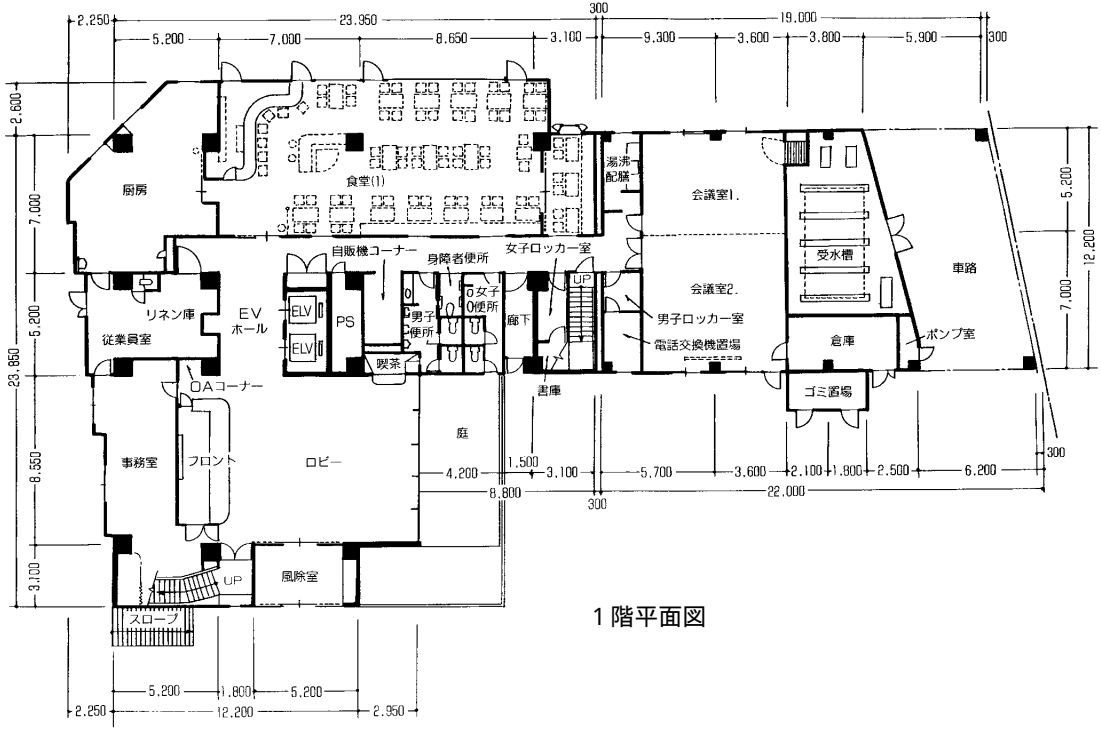 300
2.250
23.950
19.000
5.200
7.000
8.650
3.100
9.300
3.600
3.800
5.900
300
2.600
7.000
5.200
23.850
8.550
3.100
厨房
食堂(1)
湯沸
配膳
会議室1.
会議室2.
受水槽
車路
5.200
12.200
7.000
自販機コーナー
身障者便所
女子ロッカー室
UP
リネン庫
従業員室
EV
ホール
ELV
ELV
PS
男子
便所
女子
便所
廊下
男子ロッカー室
電話交換機置場
倉庫
ポンプ室
喫茶
OAコーナー
書庫
ゴミ置場
事務室
フロント
ロビー
庭
4.200
1.500
3.100
5.700
3.600
2.100
1.800
2.500
6.200
300
8.800
300
22.000
UP
風除室
スロープ
1階平面図
5.200
1.800
5.200
2.250
12.200
2.950